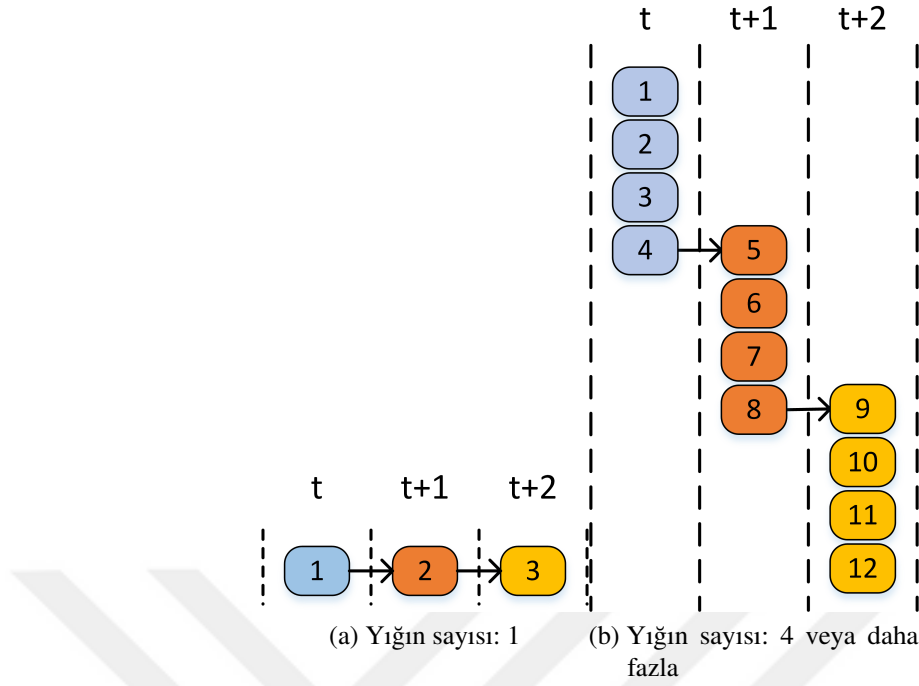 t t+1 t+2
1
2
3
4 5
6
7
8 9
10
11
12
t t+1 t+2
1 2 3
(a) Yığın sayısı: 1
(b) Yığın sayısı: 4 veya daha
fazla